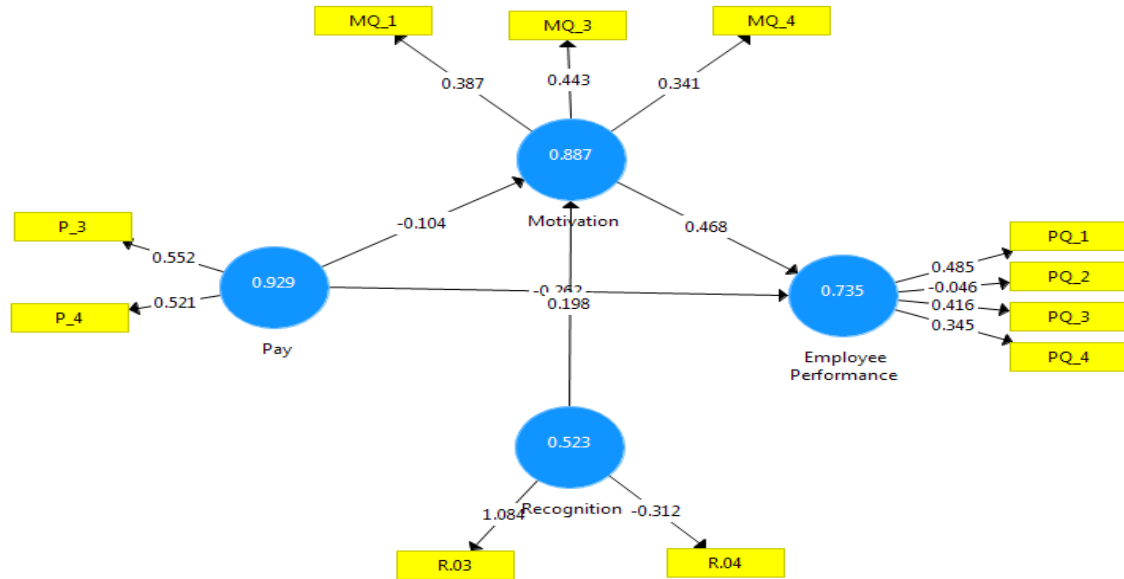 MQ_1
MQ_3
MQ_4
0.387
0.443
0.341
0.887
Motivation
P_3
P_4
0.552
0.521
0.929
Pay
-0.104
0.468
0.198
0.735
Employee
Performance
PQ_1
PQ_2
PQ_3
PQ_4
0.485
-0.046
0.416
0.345
0.523
Recognition
1.084
-0.312
R.03
R.04